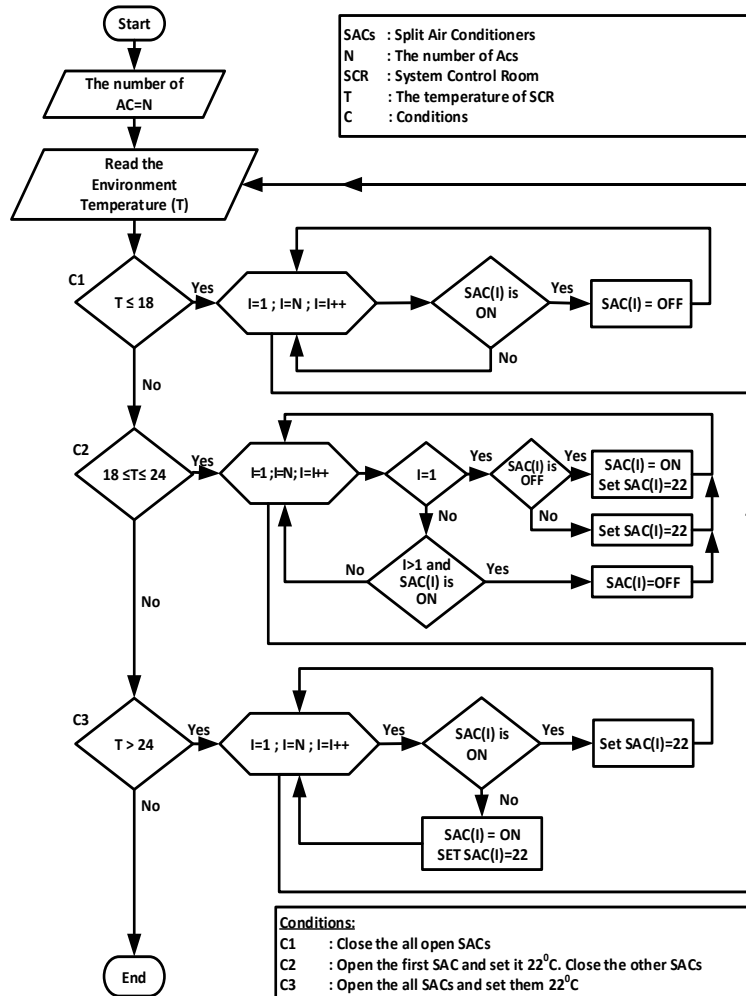 Start
SACs : Split Air Conditioners
N : The number of Acs
SCR : System Control Room
T : The temperature of SCR
C : Conditions
The number of
AC=N
Read the
Environment
Temperature (T)
C1
T ≤ 18
Yes
I=1 ; I=N ; I=I++
SAC(I) is
ON
Yes
SAC(I) = OFF
No
No
C2
18 ≤T≤ 24
Yes
I=1 ;I=N; I=I++
I=1
Yes
SAC(I) is
OFF
Yes
SAC(I) = ON
Set SAC(I)=22
No
Set SAC(I)=22
No
No
I>1 and
SAC(I) is
ON
Yes
SAC(I)=OFF
No
C3
T > 24
Yes
I=1 ; I=N ; I=I++
Yes
SAC(I) is
ON
Yes
Set SAC(I)=22
No
No
SAC(I) = ON
SET SAC(I)=22
End
Conditions:
C1 : Close the all open SACs
C2 : Open the first SAC and set it 22⁰C. Close the other SACs
C3 : Open the all SACs and set them 22⁰C